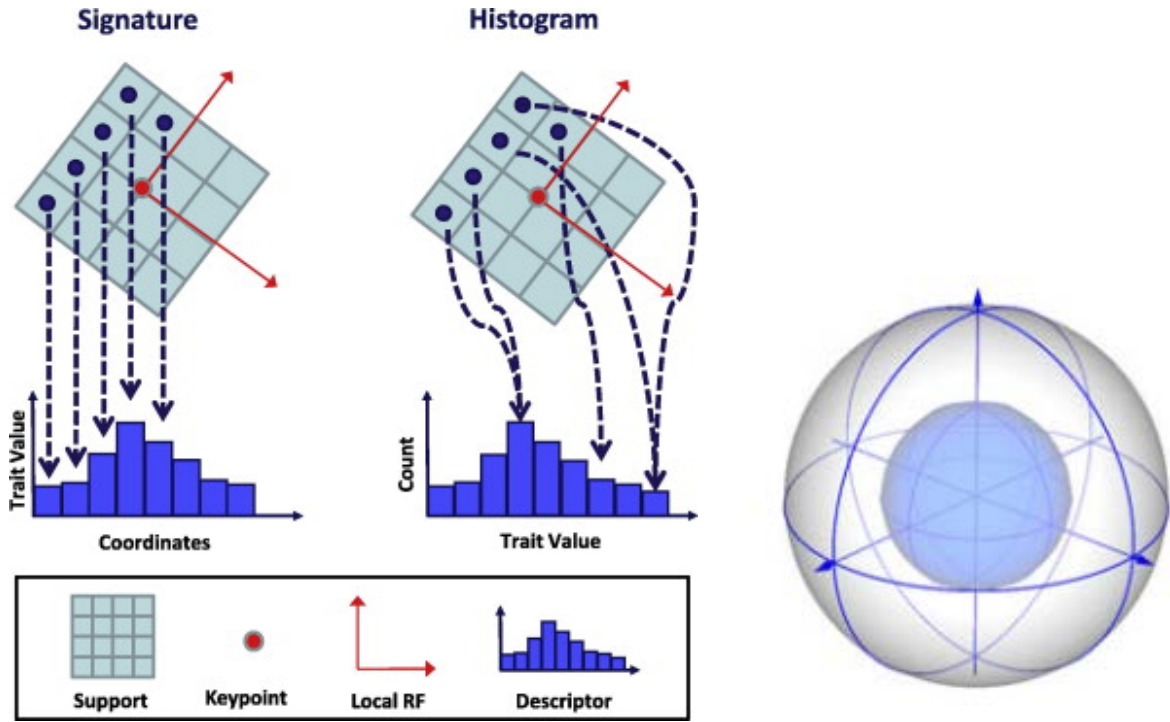 Signature
Histogram
Trait Value
Coordinates
Count
Trait Value
Support
Keypoint
Local RF
Descriptor